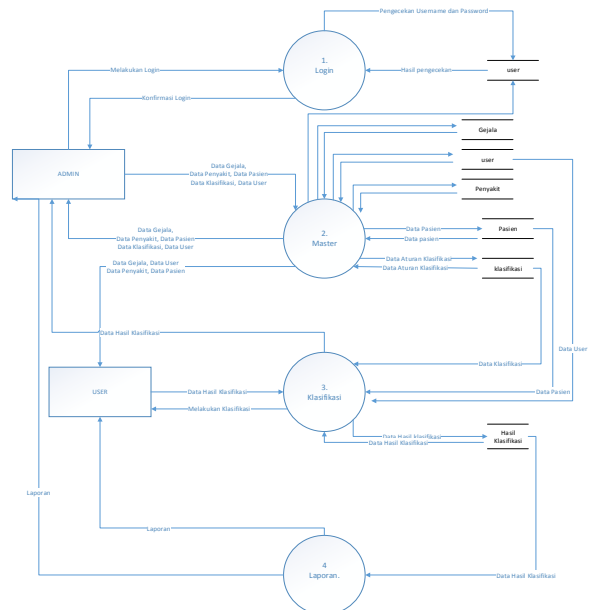 Pengecekan Username dan Password
1.
Login
Melakukan Login
Hasil pengecekan
user
Konfirmasi Login
Gejala
ADMIN
Data Gejala,
Data Penyakit, Data Pasien
Data Klasifikasi, Data User
user
Penyakit
2.
Master
Data Gejala,
Data Penyakit, Data Pasien
Data Klasifikasi, Data User
Data Pasien
Data pasien
Pasien
Data Gejala, Data User
Data Penyakit, Data Pasien
Data Aturan Klasifikasi
Data Aturan Klasifikasi
klasifikasi
Data Hasil Klasifikasi
Data User
Data Klasifikasi
USER
3.
Klasifikasi
Data Hasil Klasifikasi
Data Pasien
Melakukan Klasifikasi
Data Hasil klasifikasi
Data Hasil Klasifikasi
Hasil
Klasifikasi
Laporan
Laporan
4
Laporan.
Data Hasil Klasifikasi